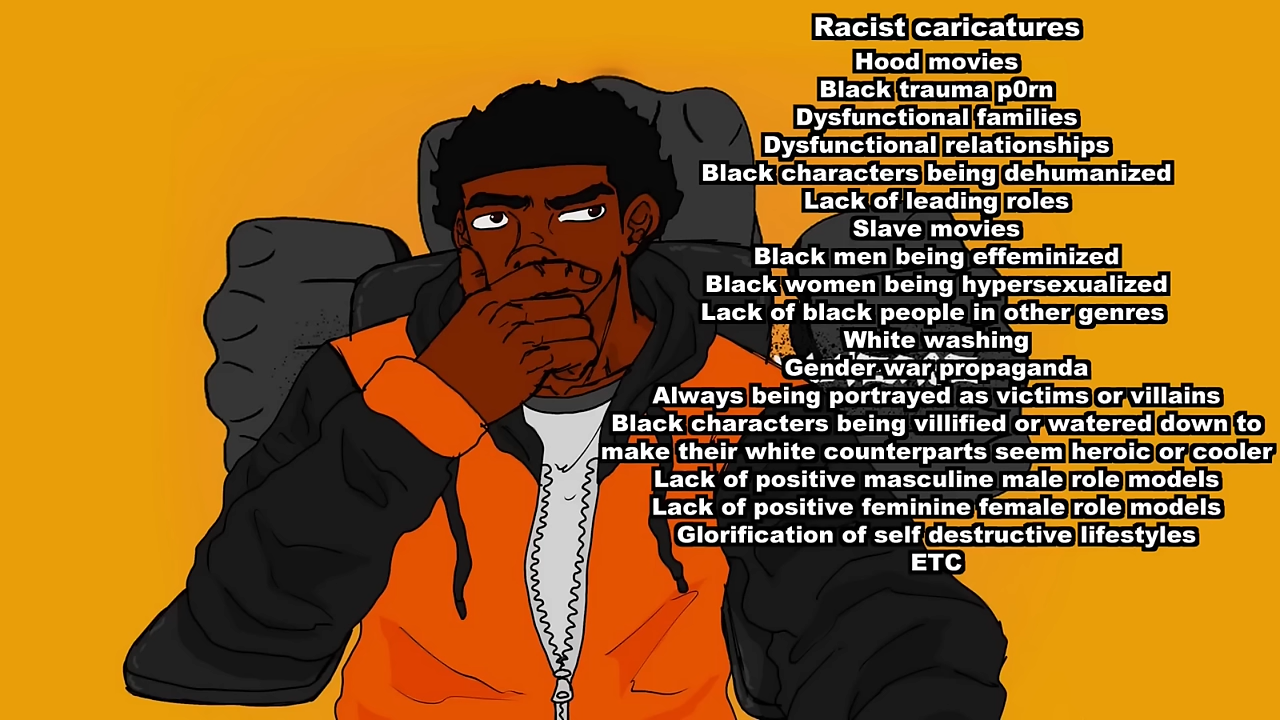 Racist caricatures
Hood movies
Black trauma p0rn
Dysfunctional families
Dysfunctional relationships
Black characters being dehumanized
Lack of leading roles
Slave movies
Black men being effeminized
Black women being hypersexualized
Lack of black people in other genres
White washing
Gender war propaganda
Always being portrayed as victims or villains
Black characters being villified or watered down to
make their white counterparts seem heroic or cooler
Lack of positive masculine male role models
Lack of positive feminine female role models
Glorification of self destructive lifestyles
ETC